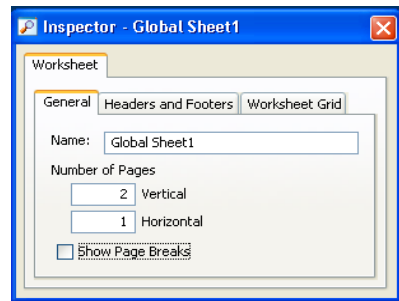 Inspector - Global Sheet1
Worksheet
General Headers and Footers Worksheet Grid
Name: Global Sheet1
Number of Pages
2 Vertical
1 Horizontal
Show Page Breaks